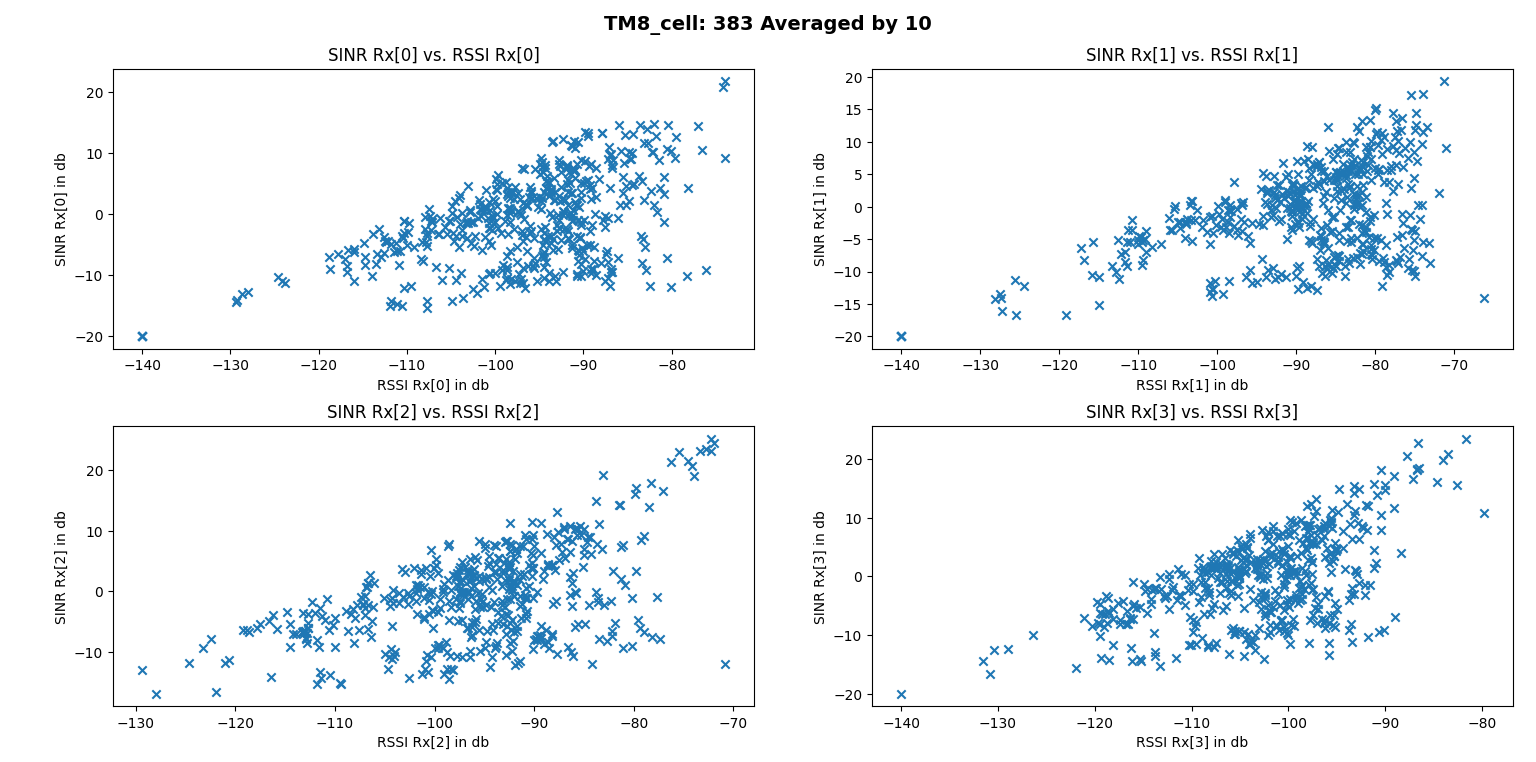 TM8_cell: 383 Averaged by 10
SINR Rx[0] vs. RSSI Rx[0]
SINR Rx[0] in db
20
10
0
−10
−20
−140 −130 −120 −110 −100 −90 −80
RSSI Rx[0] in db
SINR Rx[1] vs. RSSI Rx[1]
SINR Rx[1] in db
20
15
10
5
0
−5
−10
−15
−20
−140 −130 −120 −110 −100 −90 −80 −70
RSSI Rx[1] in db
SINR Rx[2] vs. RSSI Rx[2]
SINR Rx[2] in db
20
10
0
−10
−130 −120 −110 −100 −90 −80 −70
RSSI Rx[2] in db
SINR Rx[3] vs. RSSI Rx[3]
SINR Rx[3] in db
20
10
0
−10
−20
−140 −130 −120 −110 −100 −90 −80
RSSI Rx[3] in db